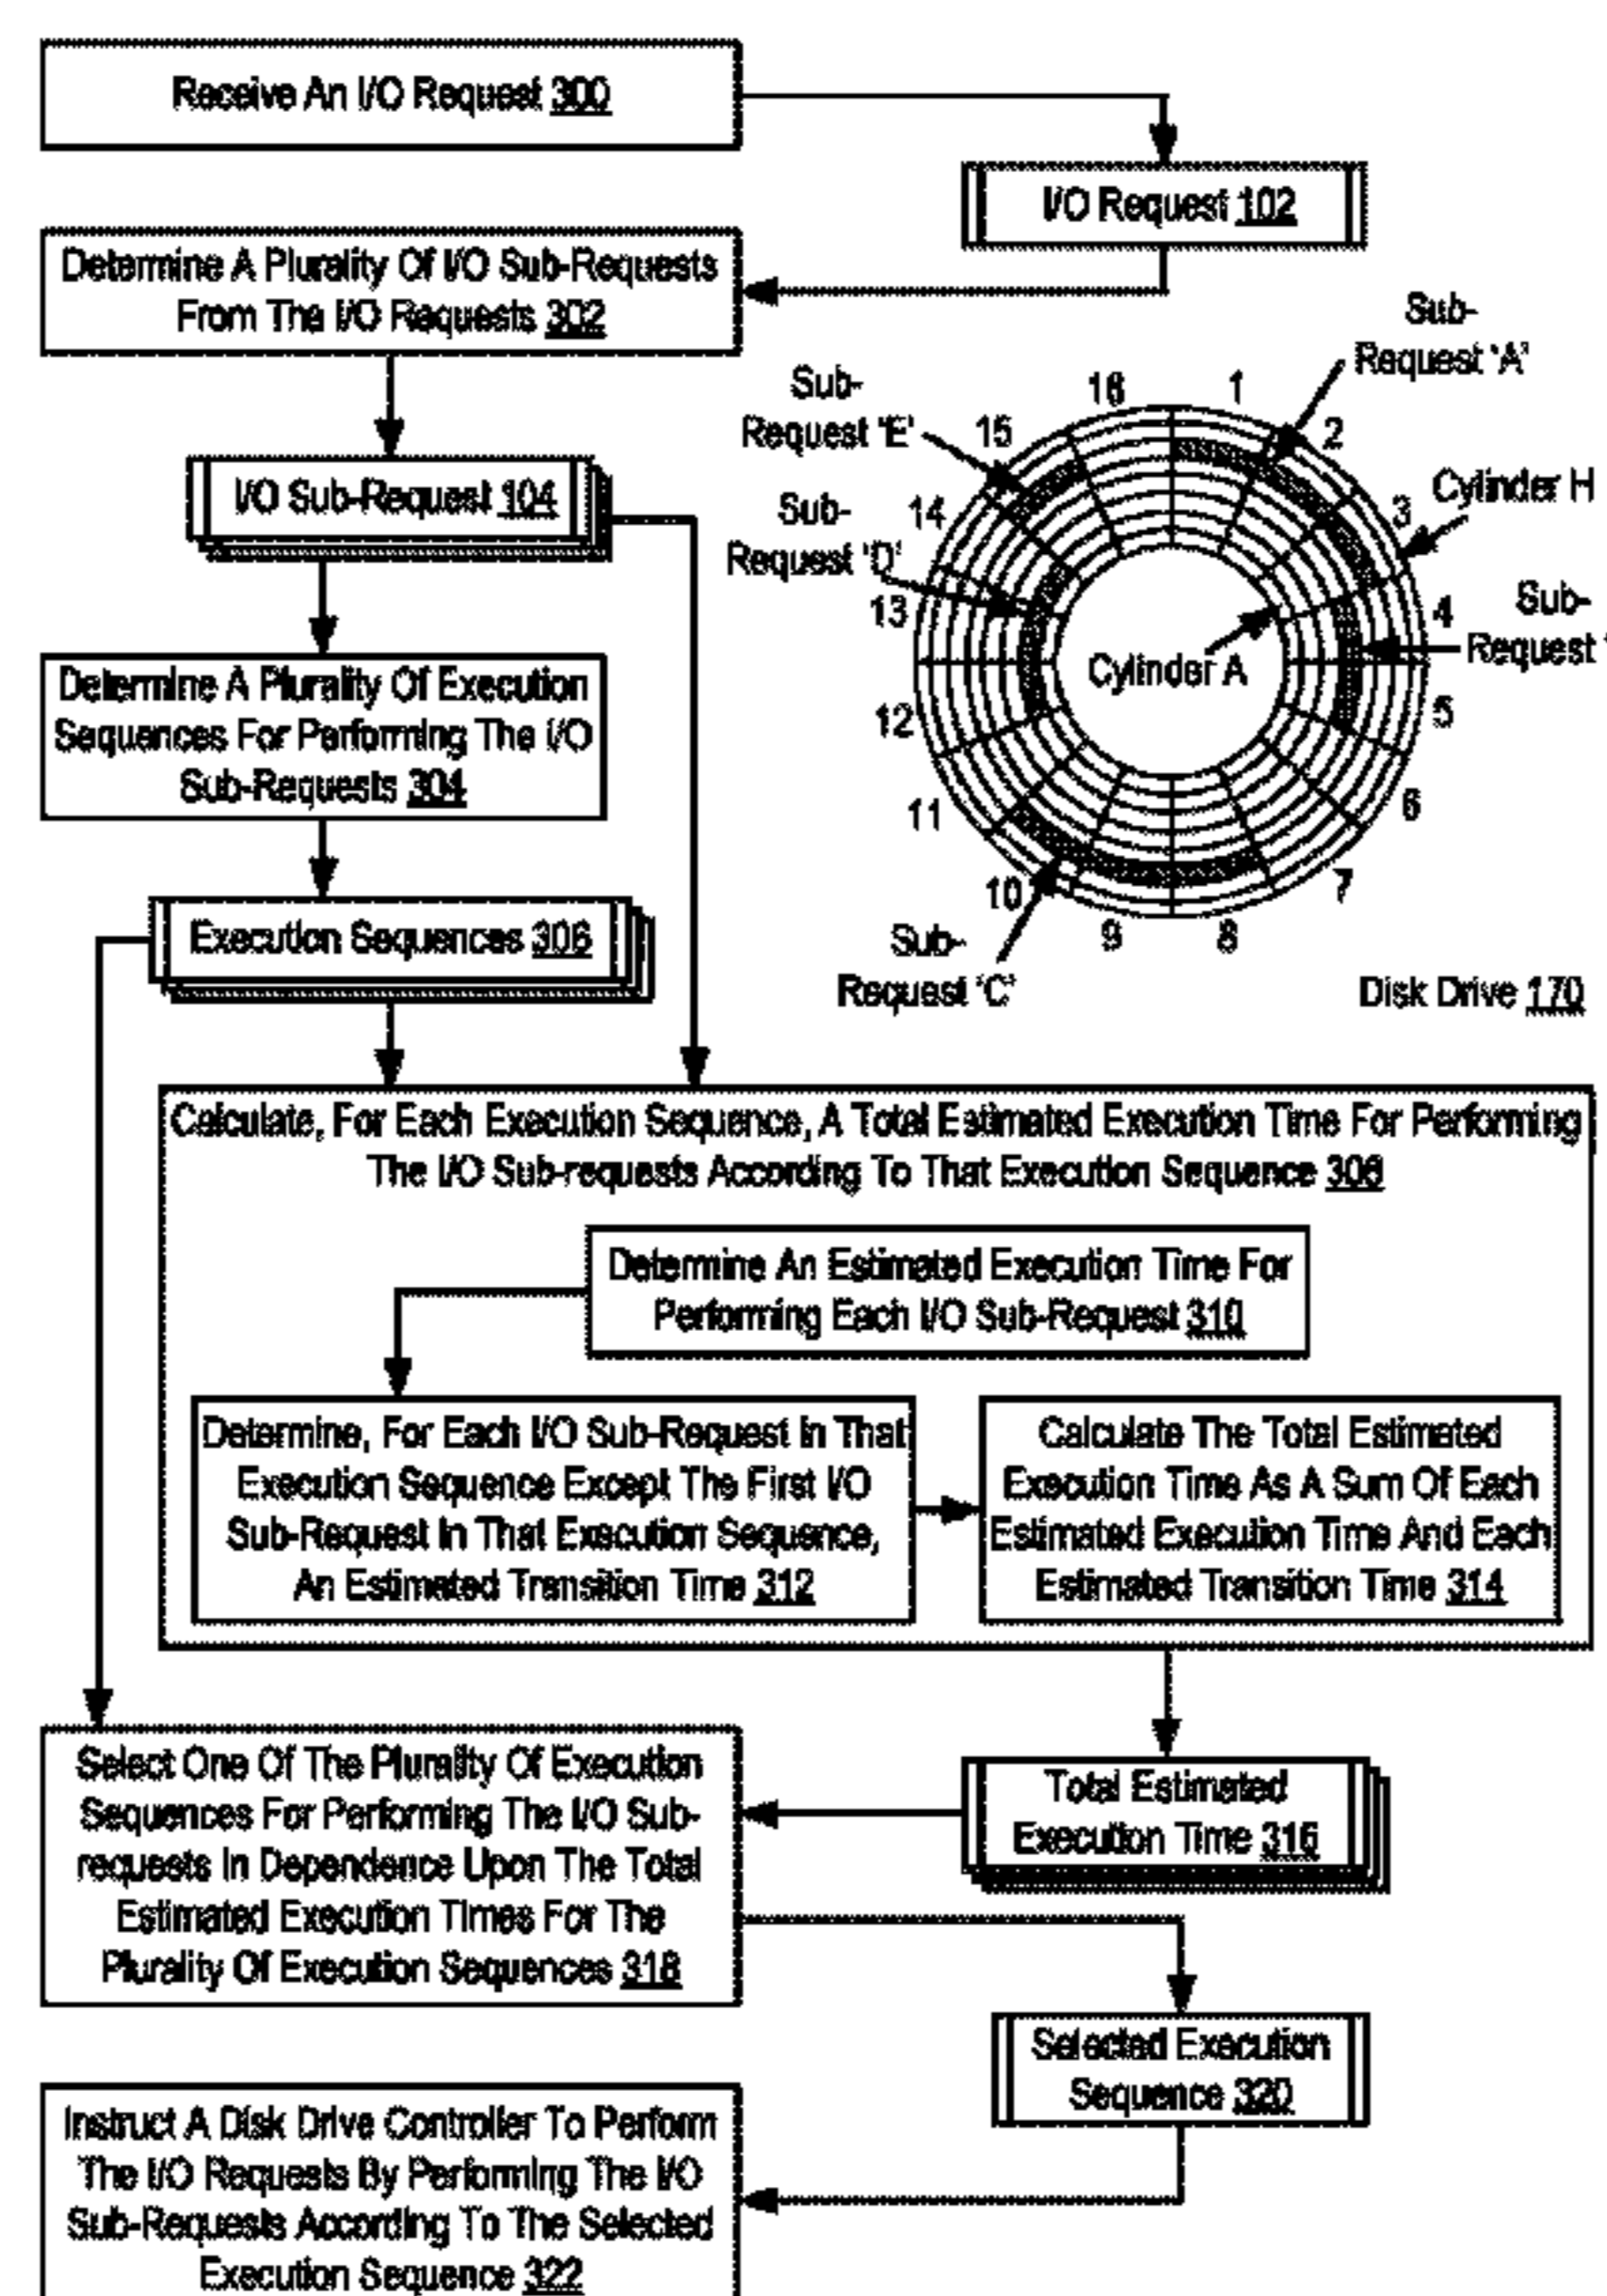 Receive An I/O Request 300
I/O Request 102
Determine A Plurality Of I/O Sub-Requests
From The I/O Requests 302
I/O Sub-Request 104
Determine A Plurality Of Execution
Sequences For Performing The I/O
Sub-Requests 304
Execution Sequences 306
Sub-
Request 'A'
Sub-
Request 'E'
Sub-
Request 'D'
Cylinder H
Sub-
Request '
Cylinder A
Sub-
Request 'C'
1
2
3
4
5
6
7
8
9
10
11
12
13
14
15
16
Disk Drive 170
Calculate, For Each Execution Sequence, A Total Estimated Execution Time For Performing
The I/O Sub-requests According To That Execution Sequence 308
Determine An Estimated Execution Time For
Performing Each I/O Sub-Request 310
Determine, For Each I/O Sub-Request In That
Execution Sequence Except The First I/O
Sub-Request In That Execution Sequence,
An Estimated Transition Time 312
Calculate The Total Estimated
Execution Time As A Sum Of Each
Estimated Execution Time And Each
Estimated Transition Time 314
Select One Of The Plurality Of Execution
Sequences For Performing The I/O Sub-
requests In Dependence Upon The Total
Estimated Execution Times For The
Plurality Of Execution Sequences 318
Total Estimated
Execution Time 316
Selected Execution
Sequence 320
Instruct A Disk Drive Controller To Perform
The I/O Requests By Performing The I/O
Sub-Requests According To The Selected
Execution Sequence 322